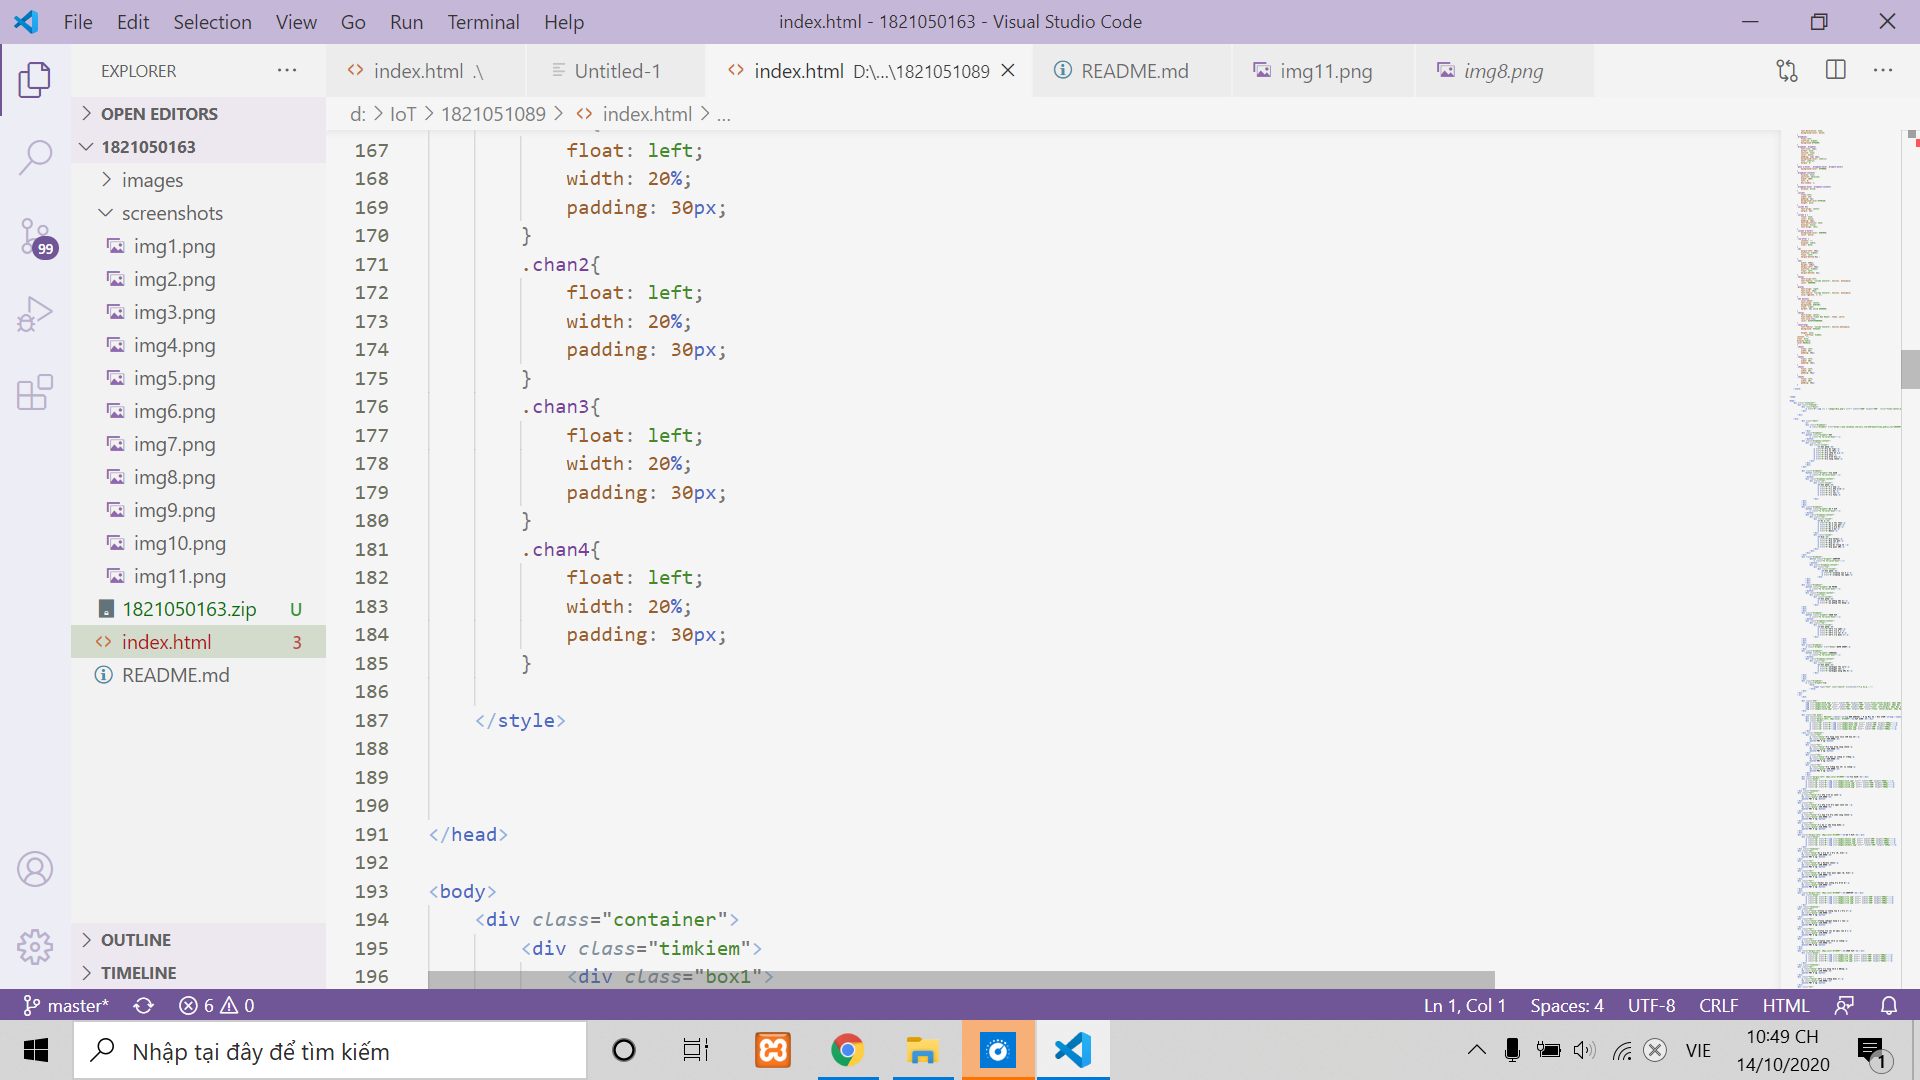 File Edit Selection View Go Run Terminal Help
index.html - 1821050163 - Visual Studio Code
EXPLORER
index.html .\
Untitled-1
index.html D:\...\1821051089
README.md
img11.png
img8.png
d: > IoT > 1821051089 > index.html > ...
OPEN EDITORS
1821050163
images
screenshots
img1.png
img2.png
img3.png
img4.png
img5.png
img6.png
img7.png
img8.png
img9.png
img10.png
img11.png
1821050163.zip U
index.html 3
README.md
OUTLINE
TIMELINE
99
167 float: left;
168 width: 20%;
169 padding: 30px;
170 }
171 .chan2{
172 float: left;
173 width: 20%;
174 padding: 30px;
175 }
176 .chan3{
177 float: left;
178 width: 20%;
179 padding: 30px;
180 }
181 .chan4{
182 float: left;
183 width: 20%;
184 padding: 30px;
185 }
186
187 </style>
188
189
190
191 </head>
192
193 <body>
194 <div class="container">
195 <div class="timkiem">
196 <div class="box1">
master* 6 0
Ln 1, Col 1 Spaces: 4 UTF-8 CRLF HTML
Nhập tại đây để tìm kiếm
VIE
10:49 CH
14/10/2020
1